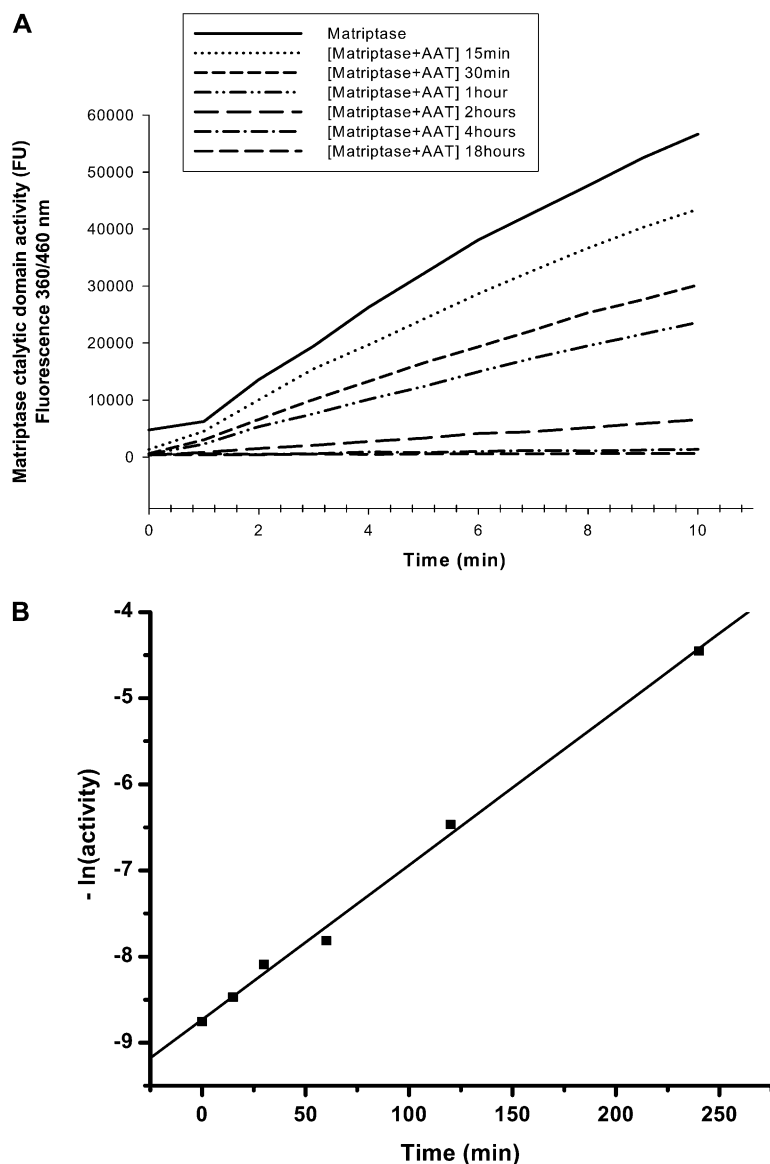 A
Matriptase
[Matriptase+AAT] 15min
[Matriptase+AAT] 30min
[Matriptase+AAT] 1hour
[Matriptase+AAT] 2hours
[Matriptase+AAT] 4hours
[Matriptase+AAT] 18hours
Matriptase ctalytic domain activity (FU)
Fluorescence 360/460 nm
60000
50000
40000
30000
20000
10000
0
0 2 4 6 8 10
Time (min)
B
- ln(activity)
-4
-5
-6
-7
-8
-9
0 50 100 150 200 250
Time (min)